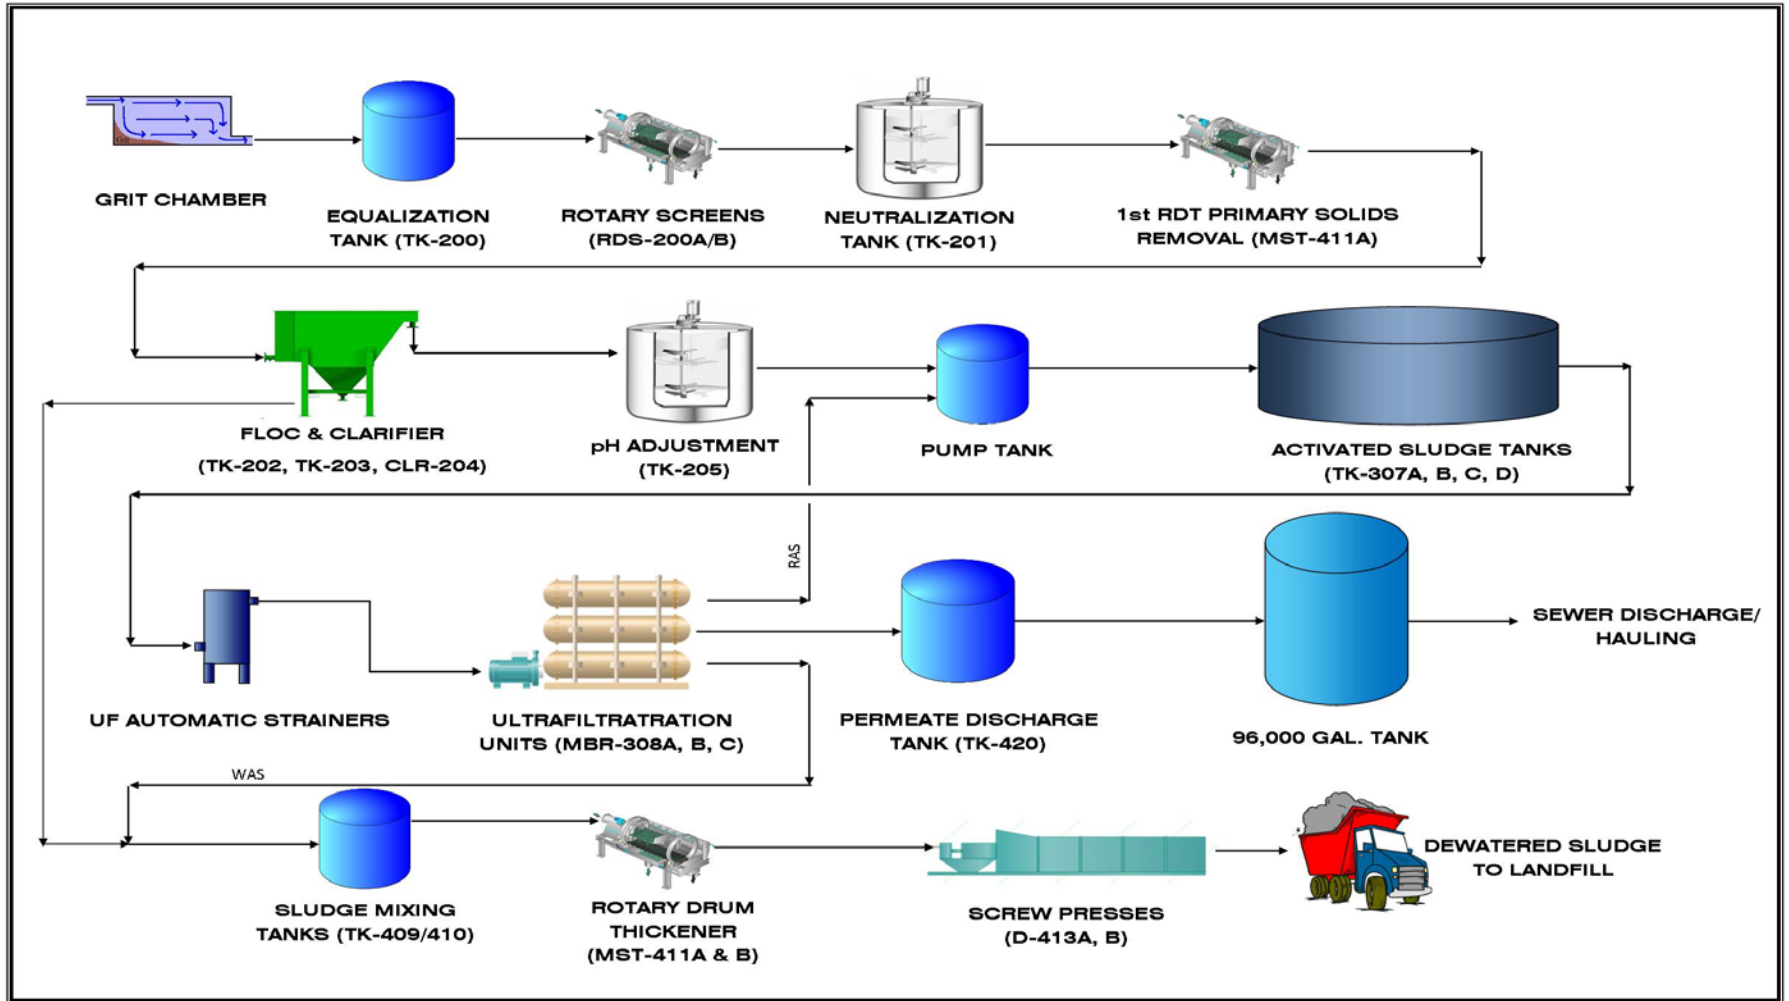 Grit
GRIT CHAMBER
EQUALIZATION
TANK (TK-200)
ROTARY SCREENS
(RDS-200A/B)
NEUTRALIZATION
TANK (TK-201)
1st RDT PRIMARY SOLIDS
REMOVAL (MST-411A)
FLOC & CLARIFIER
(TK-202, TK-203, CLR-204)
pH ADJUSTMENT
(TK-205)
PUMP TANK
ACTIVATED SLUDGE TANKS
(TK-307A, B, C, D)
RAS
UF AUTOMATIC STRAINERS
ULTRAFILTRATRATION
UNITS (MBR-308A, B, C)
PERMEATE DISCHARGE
TANK (TK-420)
96,000 GAL. TANK
SEWER DISCHARGE/
HAULING
WAS
SLUDGE MIXING
TANKS (TK-409/410)
ROTARY DRUM
THICKENER
(MST-411A & B)
SCREW PRESSES
(D-413A, B)
DEWATERED SLUDGE
TO LANDFILL